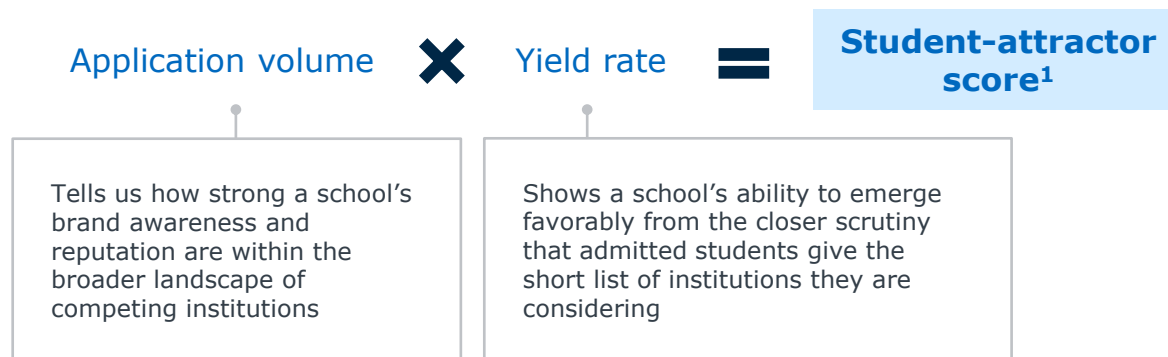 Application volume × Yield rate = Student-attractor
score¹
Tells us how strong a school’s
brand awareness and
reputation are within the
broader landscape of
competing institutions
Shows a school’s ability to emerge
favorably from the closer scrutiny
that admitted students give the
short list of institutions they are
considering